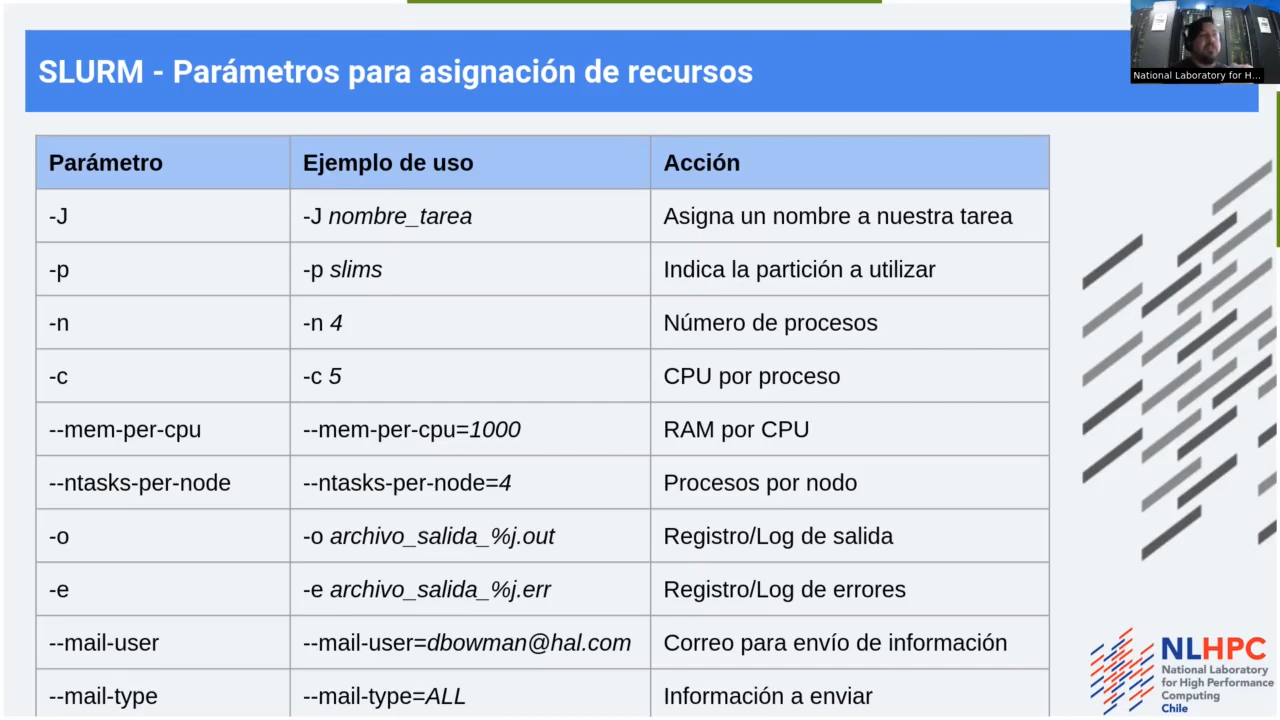 SLURM - Parámetros para asignación de recursos
National Laboratory for H...
Parámetro Ejemplo de uso Acción
-J -J nombre_tarea Asigna un nombre a nuestra tarea
-p -p slims Indica la partición a utilizar
-n -n 4 Número de procesos
-c -c 5 CPU por proceso
--mem-per-cpu --mem-per-cpu=1000 RAM por CPU
--ntasks-per-node --ntasks-per-node=4 Procesos por nodo
-o -o archivo_salida_%j.out Registro/Log de salida
-e -e archivo_salida_%j.err Registro/Log de errores
--mail-user --mail-user=dbowman@hal.com Correo para envío de información
--mail-type --mail-type=ALL Información a enviar
NLHPC
National Laboratory
for High Performance
Computing
Chile